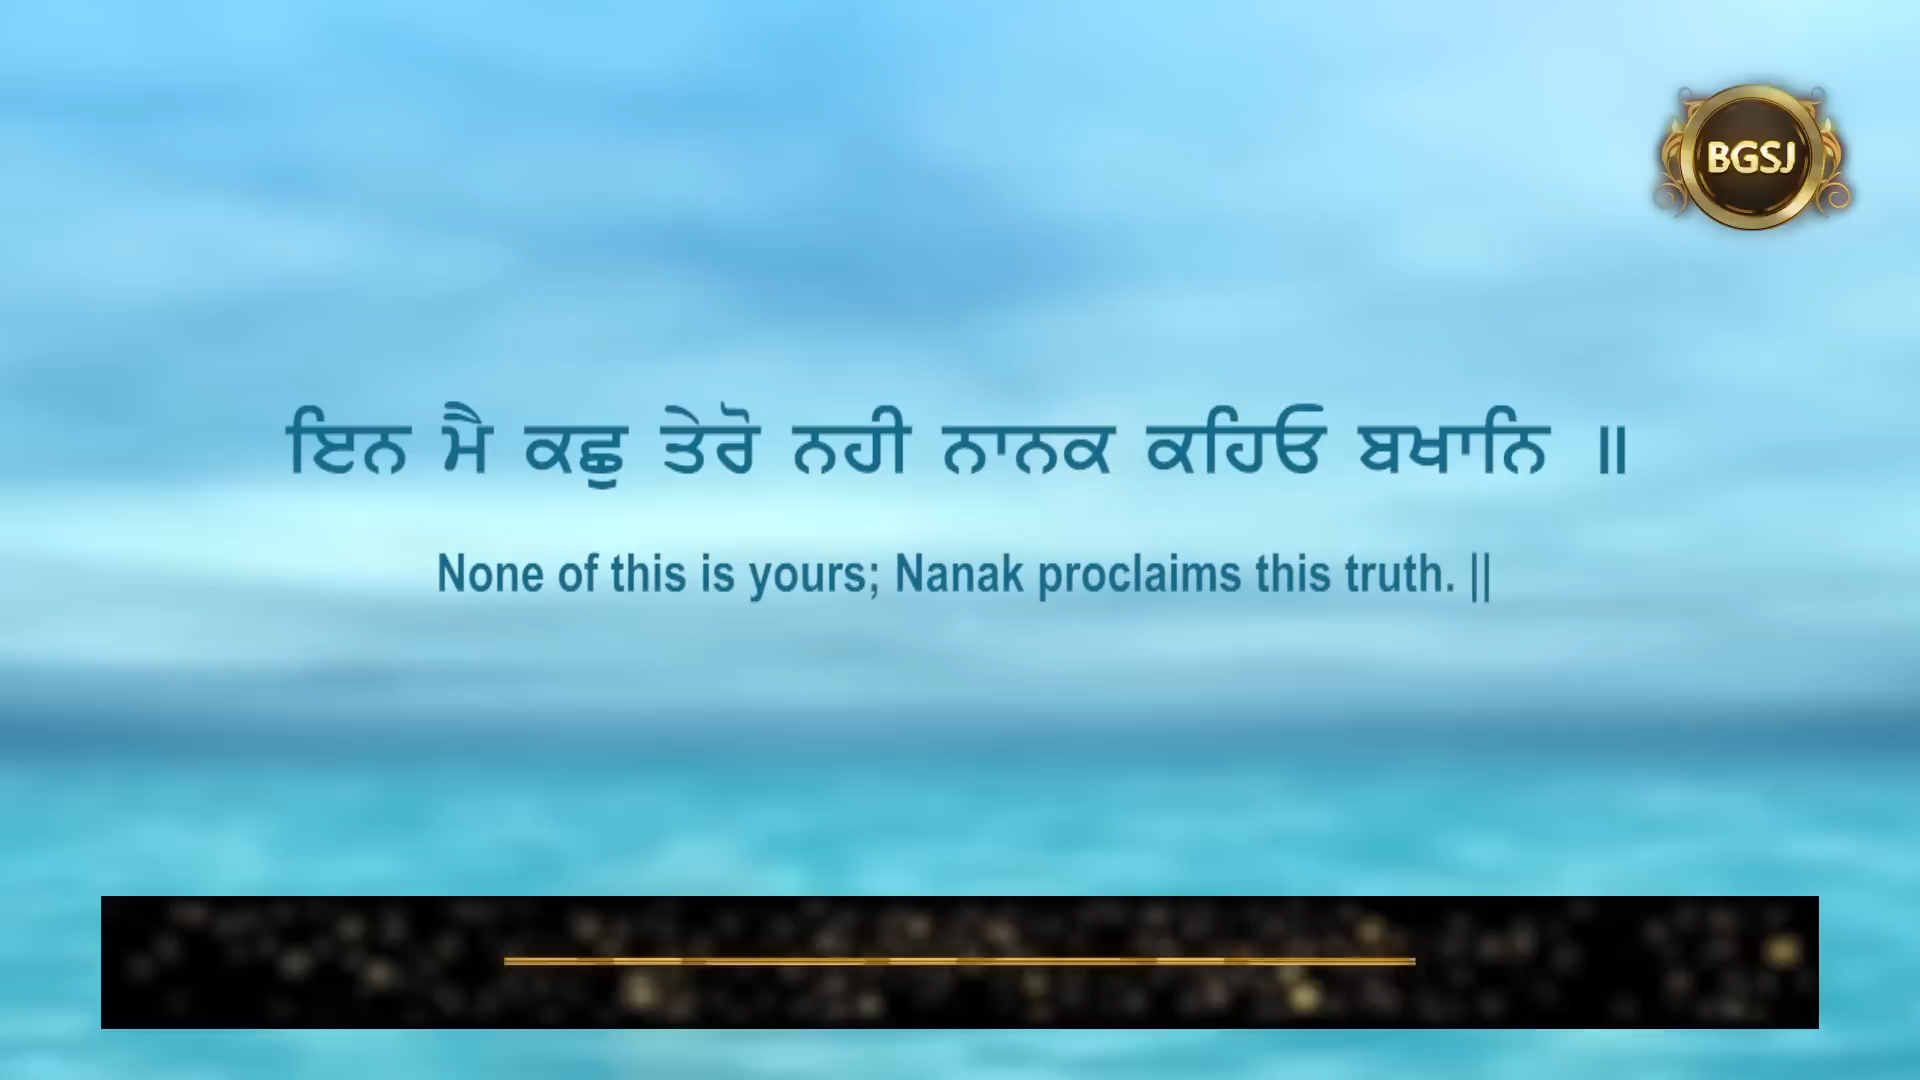 BGSJ
ਇਨ ਮੈ ਕਛੁ ਤੇਰੋ ਨਹੀ ਨਾਨਕ ਕਹਿਓ ਬਖਾਨਿ ॥
None of this is yours; Nanak proclaims this truth. ||